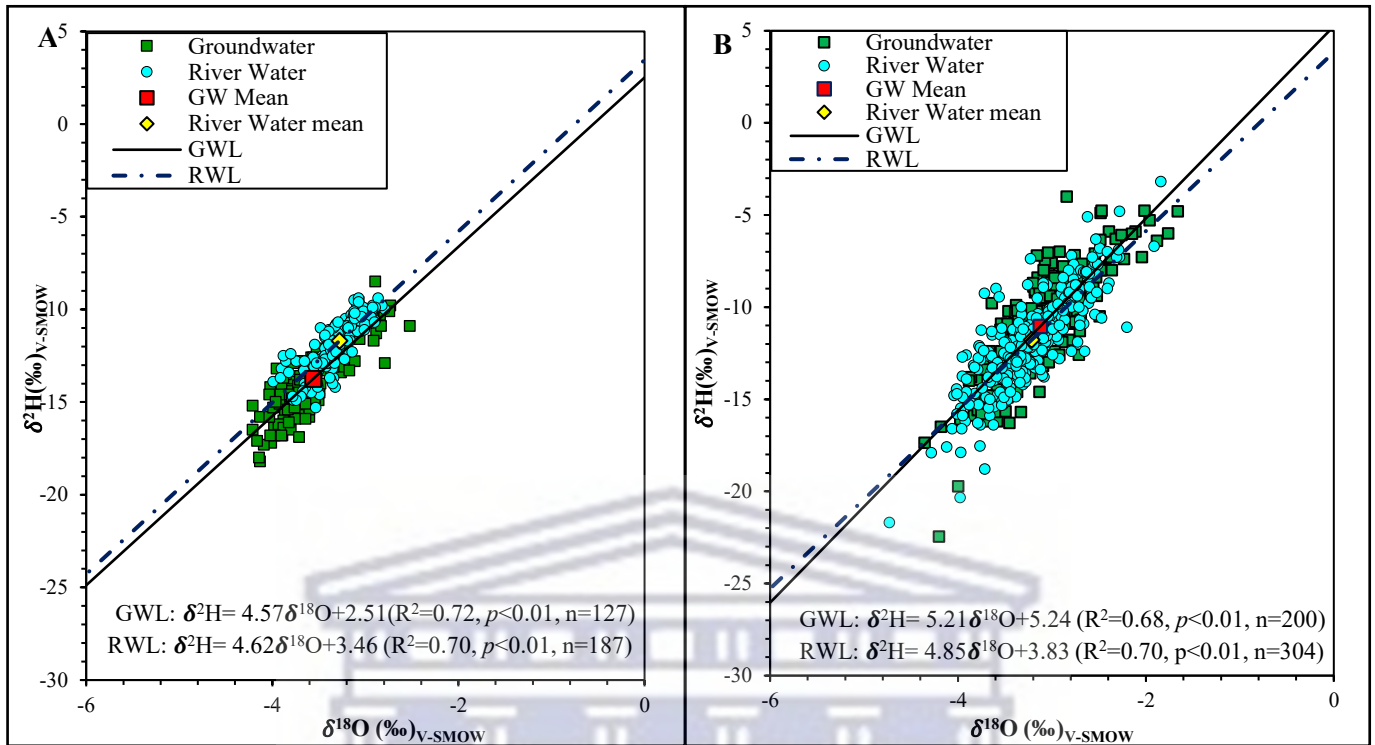 A
Groundwater
River Water
GW Mean
River Water mean
GWL
RWL
5
0
-5
-10
-15
-20
-25
-30
-6
-4
-2
0
δ²H(‰)V-SMOW
δ¹⁸O (‰)V-SMOW
GWL: δ²H= 4.57δ¹⁸O+2.51(R²=0.72, p<0.01, n=127)
RWL: δ²H= 4.62δ¹⁸O+3.46 (R²=0.70, p<0.01, n=187)
B
Groundwater
River Water
GW Mean
River Water mean
GWL
RWL
5
0
-5
-10
-15
-20
-25
-30
-6
-4
-2
0
δ²H(‰)V-SMOW
δ¹⁸O (‰)V-SMOW
GWL: δ²H= 5.21δ¹⁸O+5.24 (R²=0.68, p<0.01, n=200)
RWL: δ²H= 4.85δ¹⁸O+3.83 (R²=0.70, p<0.01, n=304)